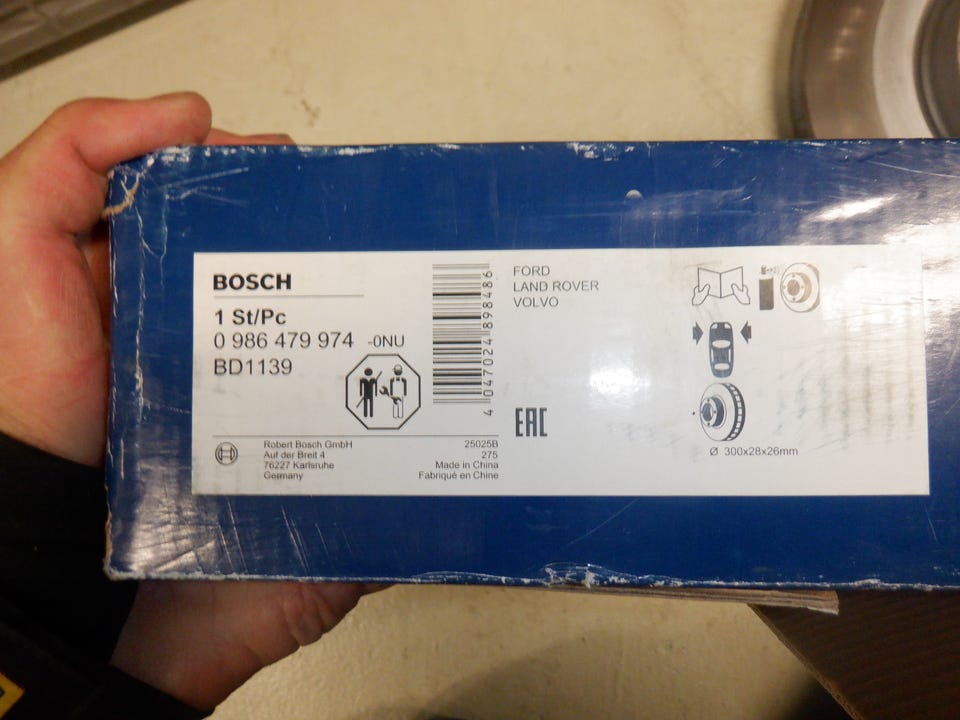 BOSCH
1 St/Pc
0 986 479 974 -0NU
BD1139
Robert Bosch GmbH
Auf der Breit 4
76227 Karlsruhe
Germany
25025B
275
Made in China
Fabriqué en Chine
4 047024 898486
FORD
LAND ROVER
VOLVO
EAC
Ø 300x28x26mm